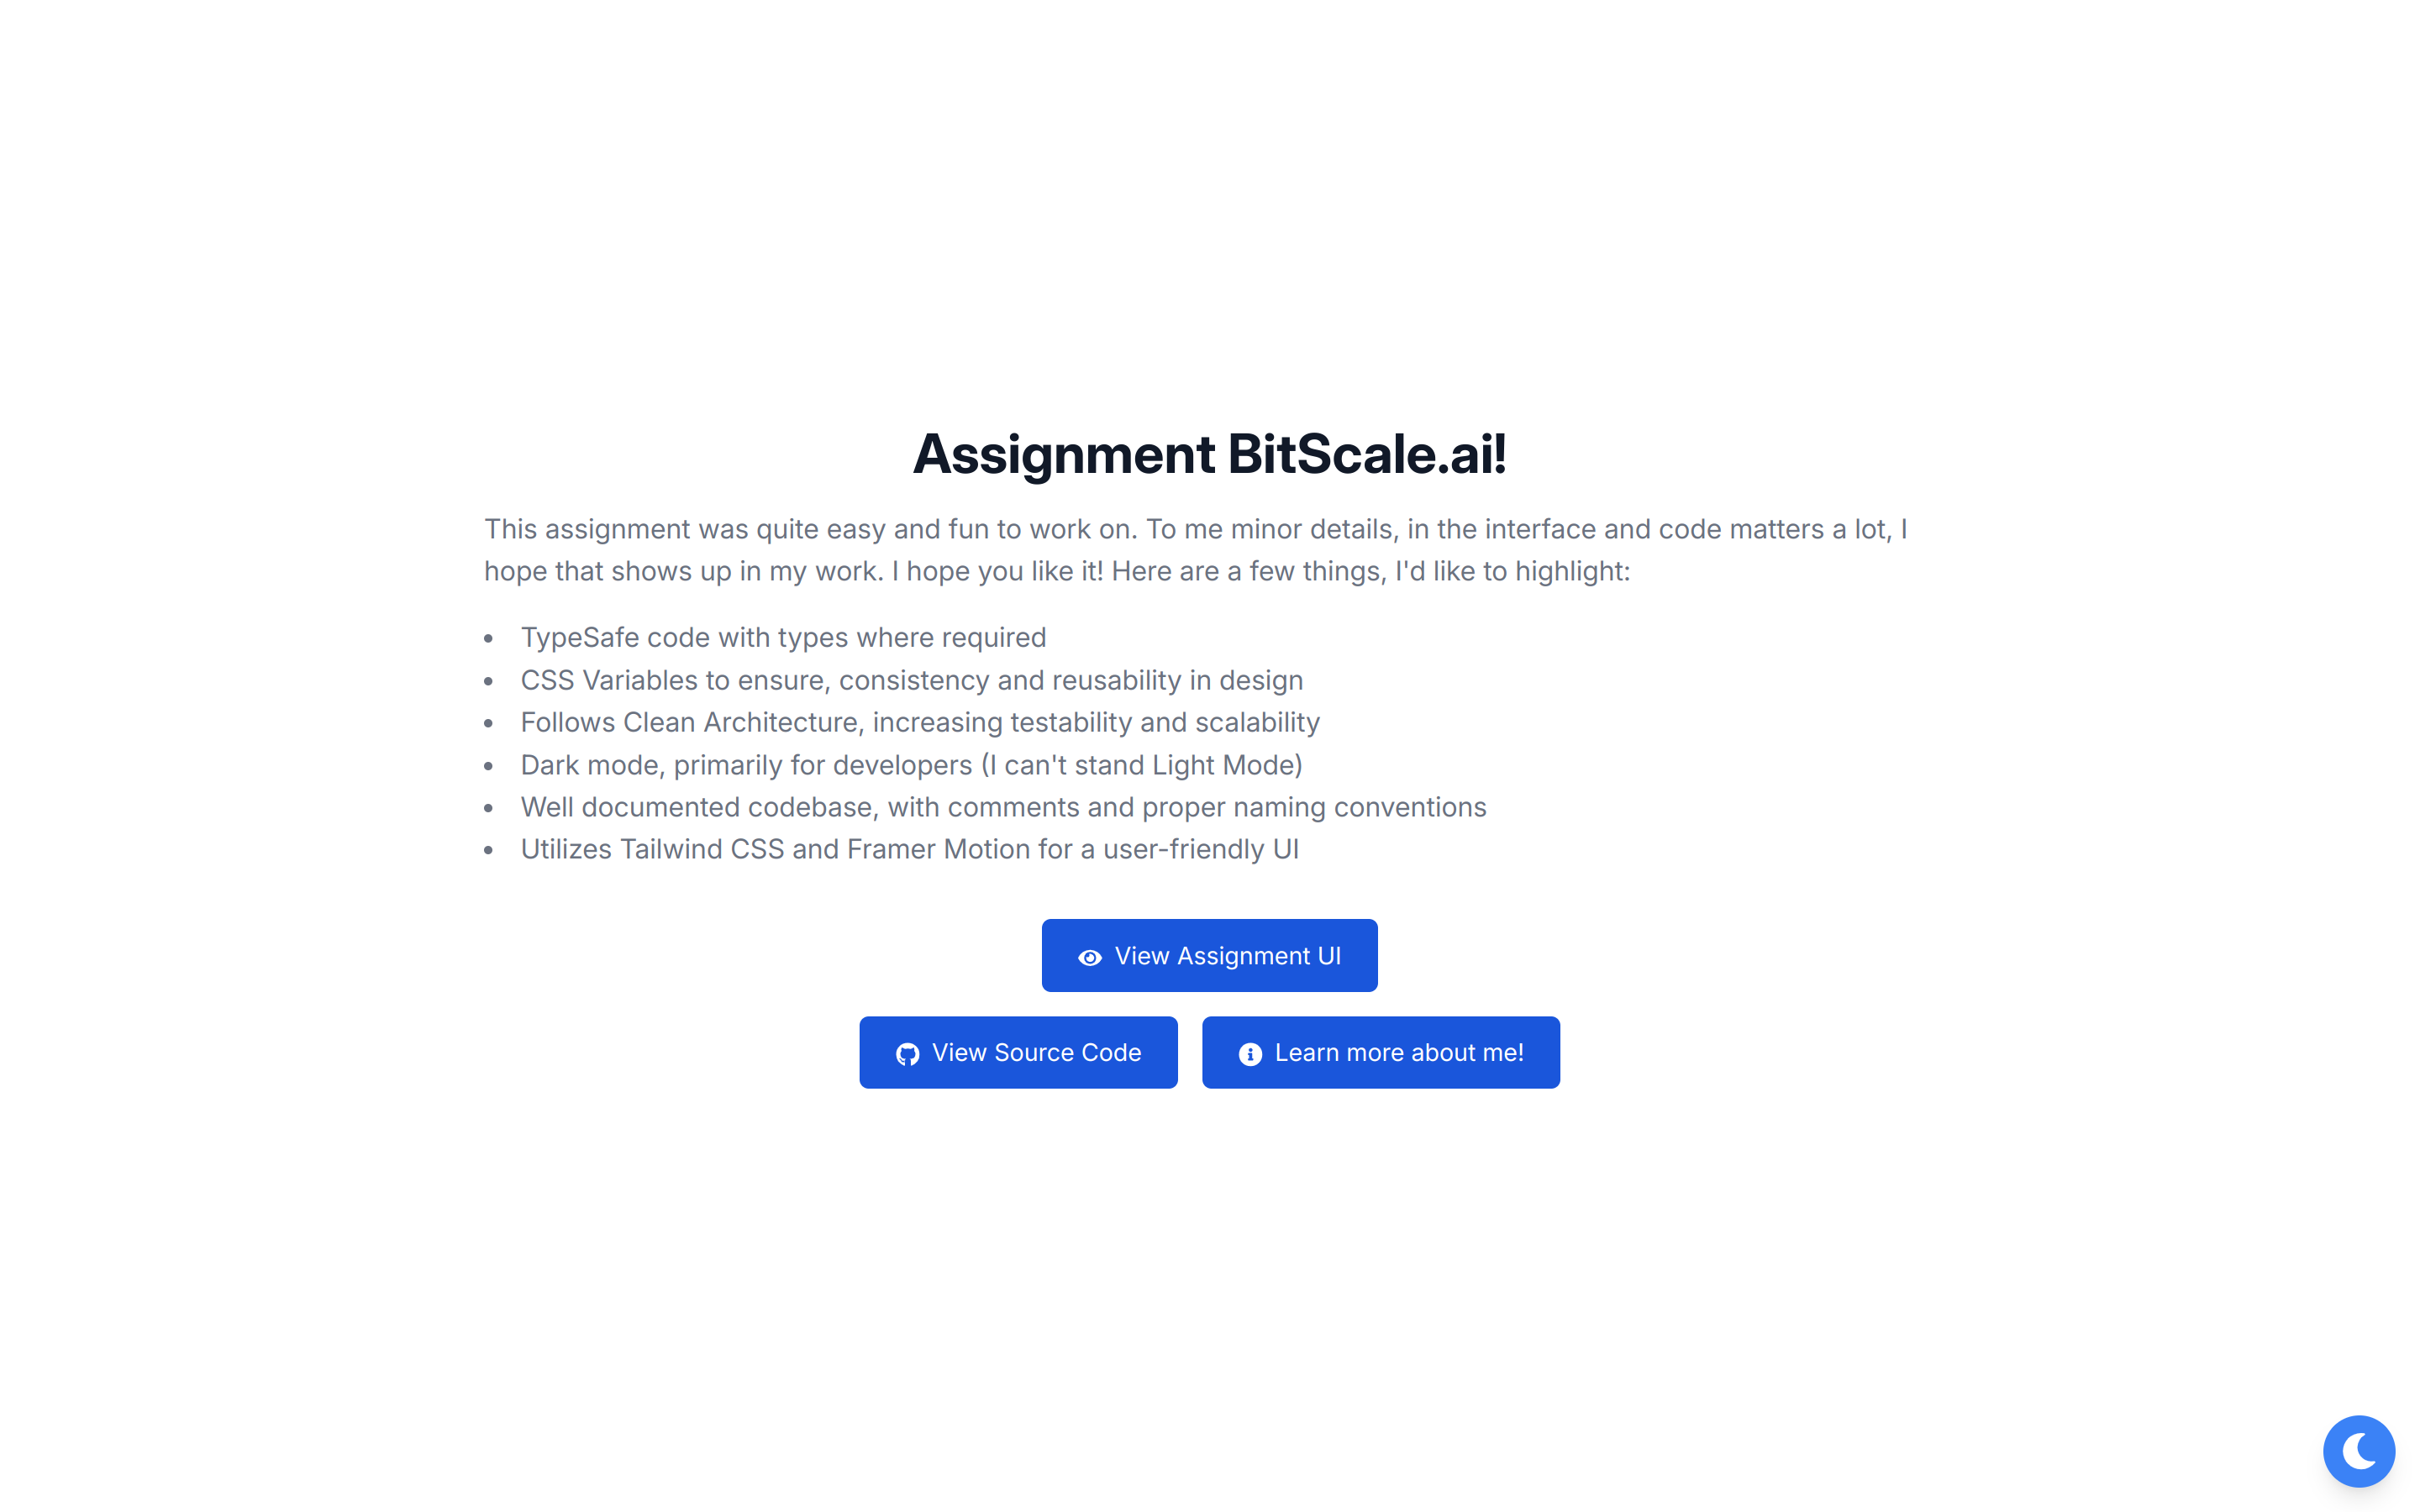 Assignment BitScale.ai!
This assignment was quite easy and fun to work on. To me minor details, in the interface and code matters a lot, I
hope that shows up in my work. I hope you like it! Here are a few things, I'd like to highlight:
• TypeSafe code with types where required
• CSS Variables to ensure, consistency and reusability in design
• Follows Clean Architecture, increasing testability and scalability
• Dark mode, primarily for developers (I can't stand Light Mode)
• Well documented codebase, with comments and proper naming conventions
• Utilizes Tailwind CSS and Framer Motion for a user-friendly UI
View Assignment UI
View Source Code
Learn more about me!